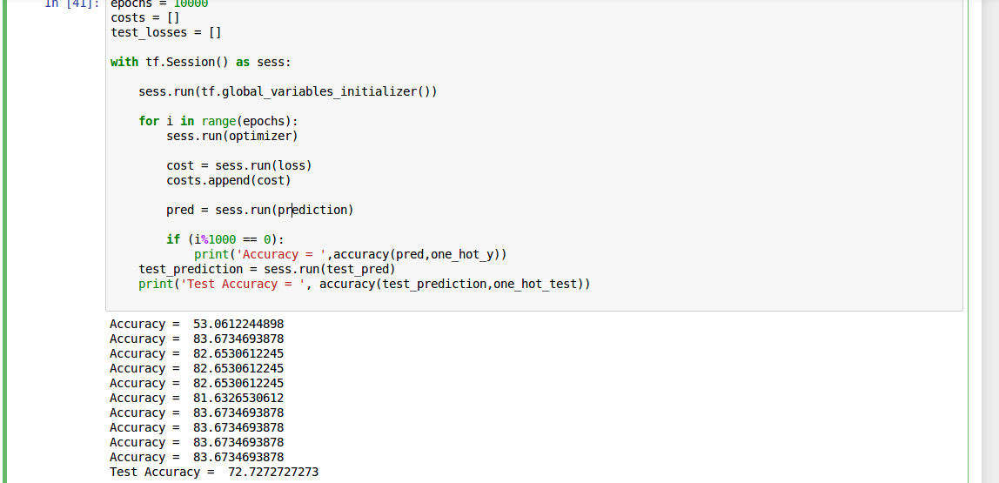 In [41]: epochs = 10000
costs = []
test_losses = []
with tf.Session() as sess:
sess.run(tf.global_variables_initializer())
for i in range(epochs):
sess.run(optimizer)
cost = sess.run(loss)
costs.append(cost)
pred = sess.run(prediction)
if (i%1000 == 0):
print('Accuracy = ',accuracy(pred,one_hot_y))
test_prediction = sess.run(test_pred)
print('Test Accuracy = ', accuracy(test_prediction,one_hot_test))
Accuracy =  53.0612244898
Accuracy =  83.6734693878
Accuracy =  82.6530612245
Accuracy =  82.6530612245
Accuracy =  82.6530612245
Accuracy =  81.6326530612
Accuracy =  83.6734693878
Accuracy =  83.6734693878
Accuracy =  83.6734693878
Accuracy =  83.6734693878
Test Accuracy =  72.7272727273